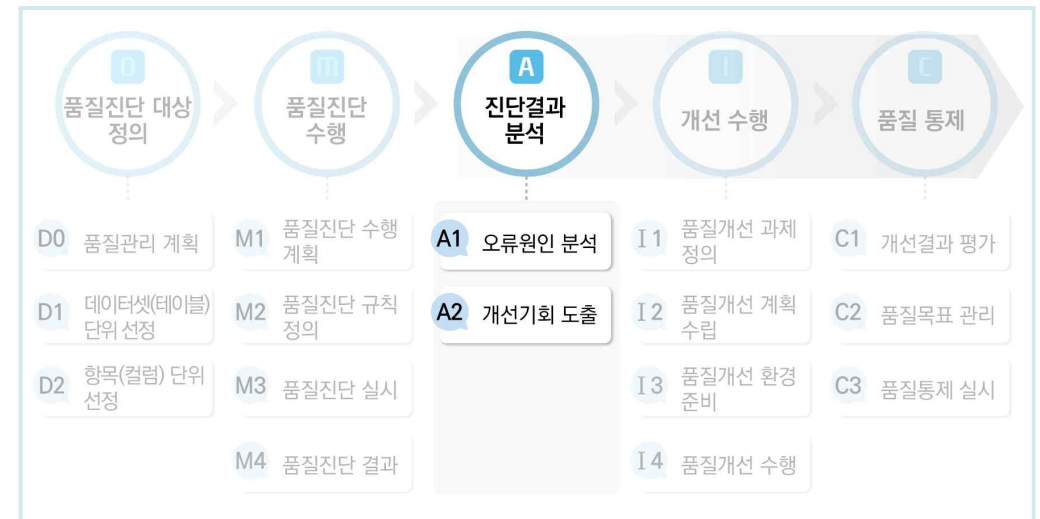 D
품질진단 대상
정의
m
품질진단
수행
A
진단결과
분석
I
개선 수행
C
품질 통제
D0 품질관리 계획
D1 데이터셋(테이블)
단위 선정
D2 항목(컬럼) 단위
선정
M1 품질진단 수행
계획
M2 품질진단 규칙
정의
M3 품질진단 실시
M4 품질진단 결과
A1 오류원인 분석
A2 개선기회 도출
I1 품질개선 과제
정의
I2 품질개선 계획
수립
I3 품질개선 환경
준비
I4 품질개선 수행
C1 개선결과 평가
C2 품질목표 관리
C3 품질통제 실시